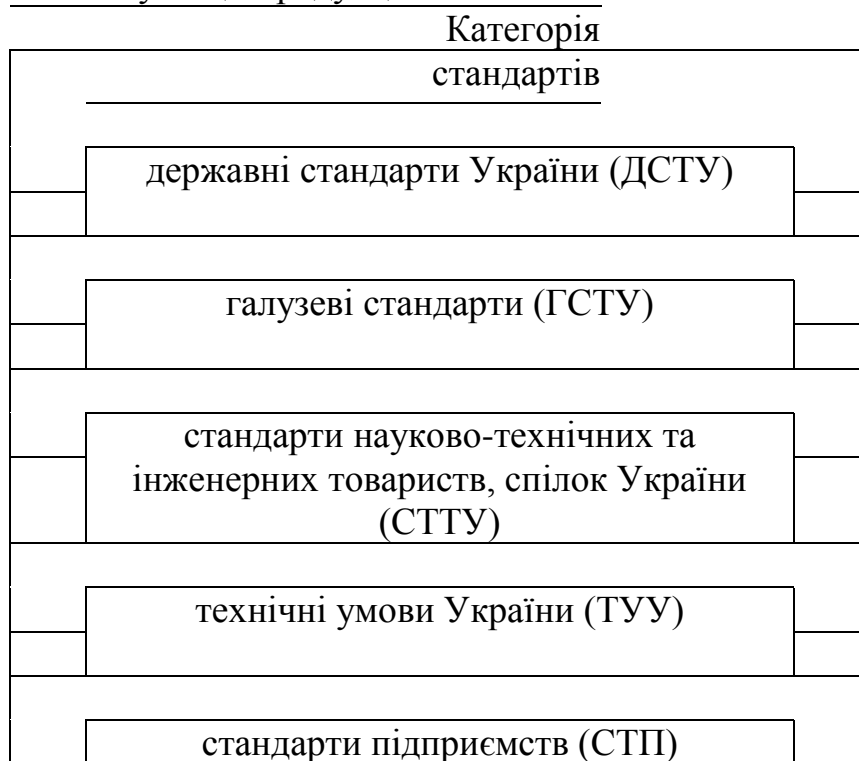 Категорія
стандартів
державні стандарти України (ДСТУ)
галузеві стандарти (ГСТУ)
стандарти науково-технічних та
інженерних товариств, спілок України
(СТТУ)
технічні умови України (ТУУ)
стандарти підприємств (СТП)